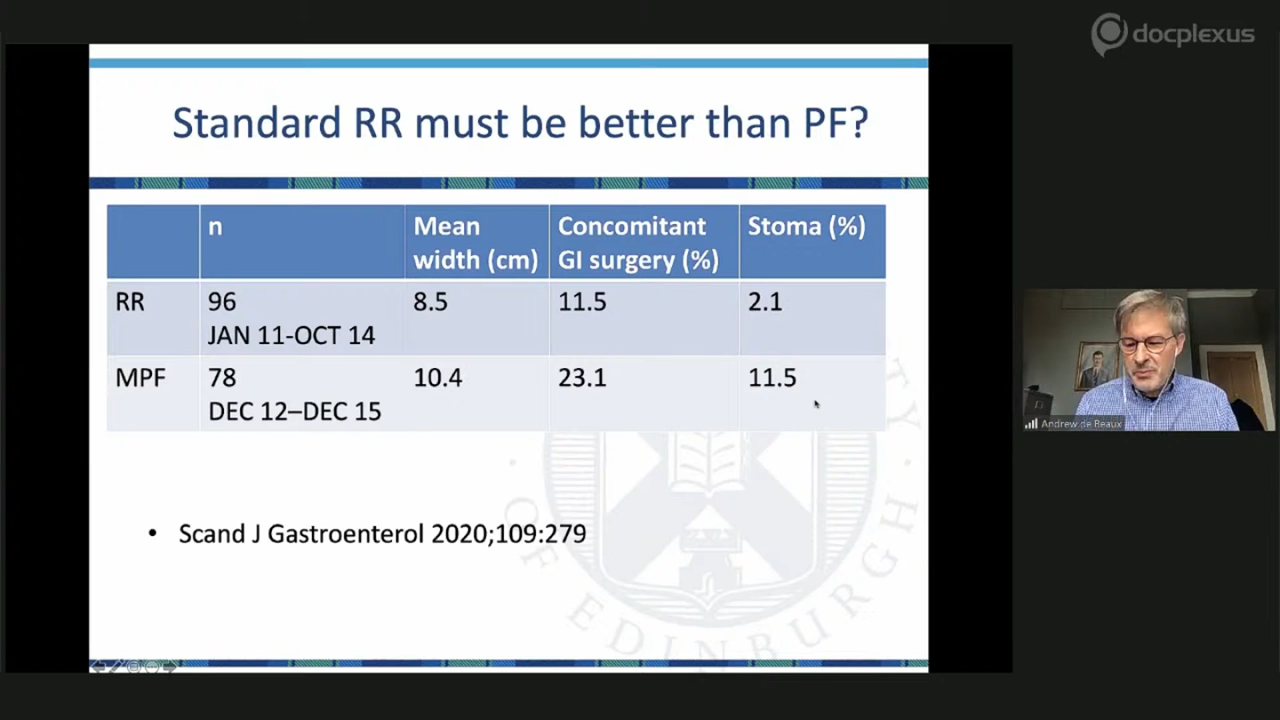 docplexus
Standard RR must be better than PF?
n
Mean
width (cm)
Concomitant
GI surgery (%)
Stoma (%)
RR
96
JAN 11-OCT 14
8.5
11.5
2.1
MPF
78
DEC 12–DEC 15
10.4
23.1
11.5
• Scand J Gastroenterol 2020;109:279
OF EDINBURGH
Andrew de Beaux